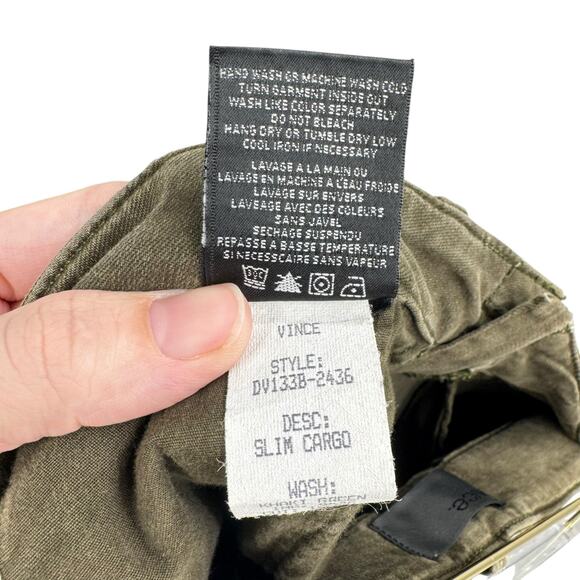 HAND WASH OR MACHINE WASH COLD
TURN GARMENT INSIDE OUT
WASH LIKE COLOR SEPARATELY
DO NOT BLEACH
HANG DRY OR TUMBLE DRY LOW
COOL IRON IF NECESSARY
LAVAGE A LA MAIN OU
LAVAGE EN MACHINE A L'EAU FROIDE
LAVAGE SUR ENVERS
LAVEAGE AVEC DES COULEURS
SANS JAVEL
SECHAGE SUSPENDU
REPASSE A BASSE TEMPERATURE
SI NECESSAIRE SANS VAPEUR
VINCE
STYLE:
DV133B-2436
DESC:
SLIM CARGO
WASH:
KHAKI GREEN